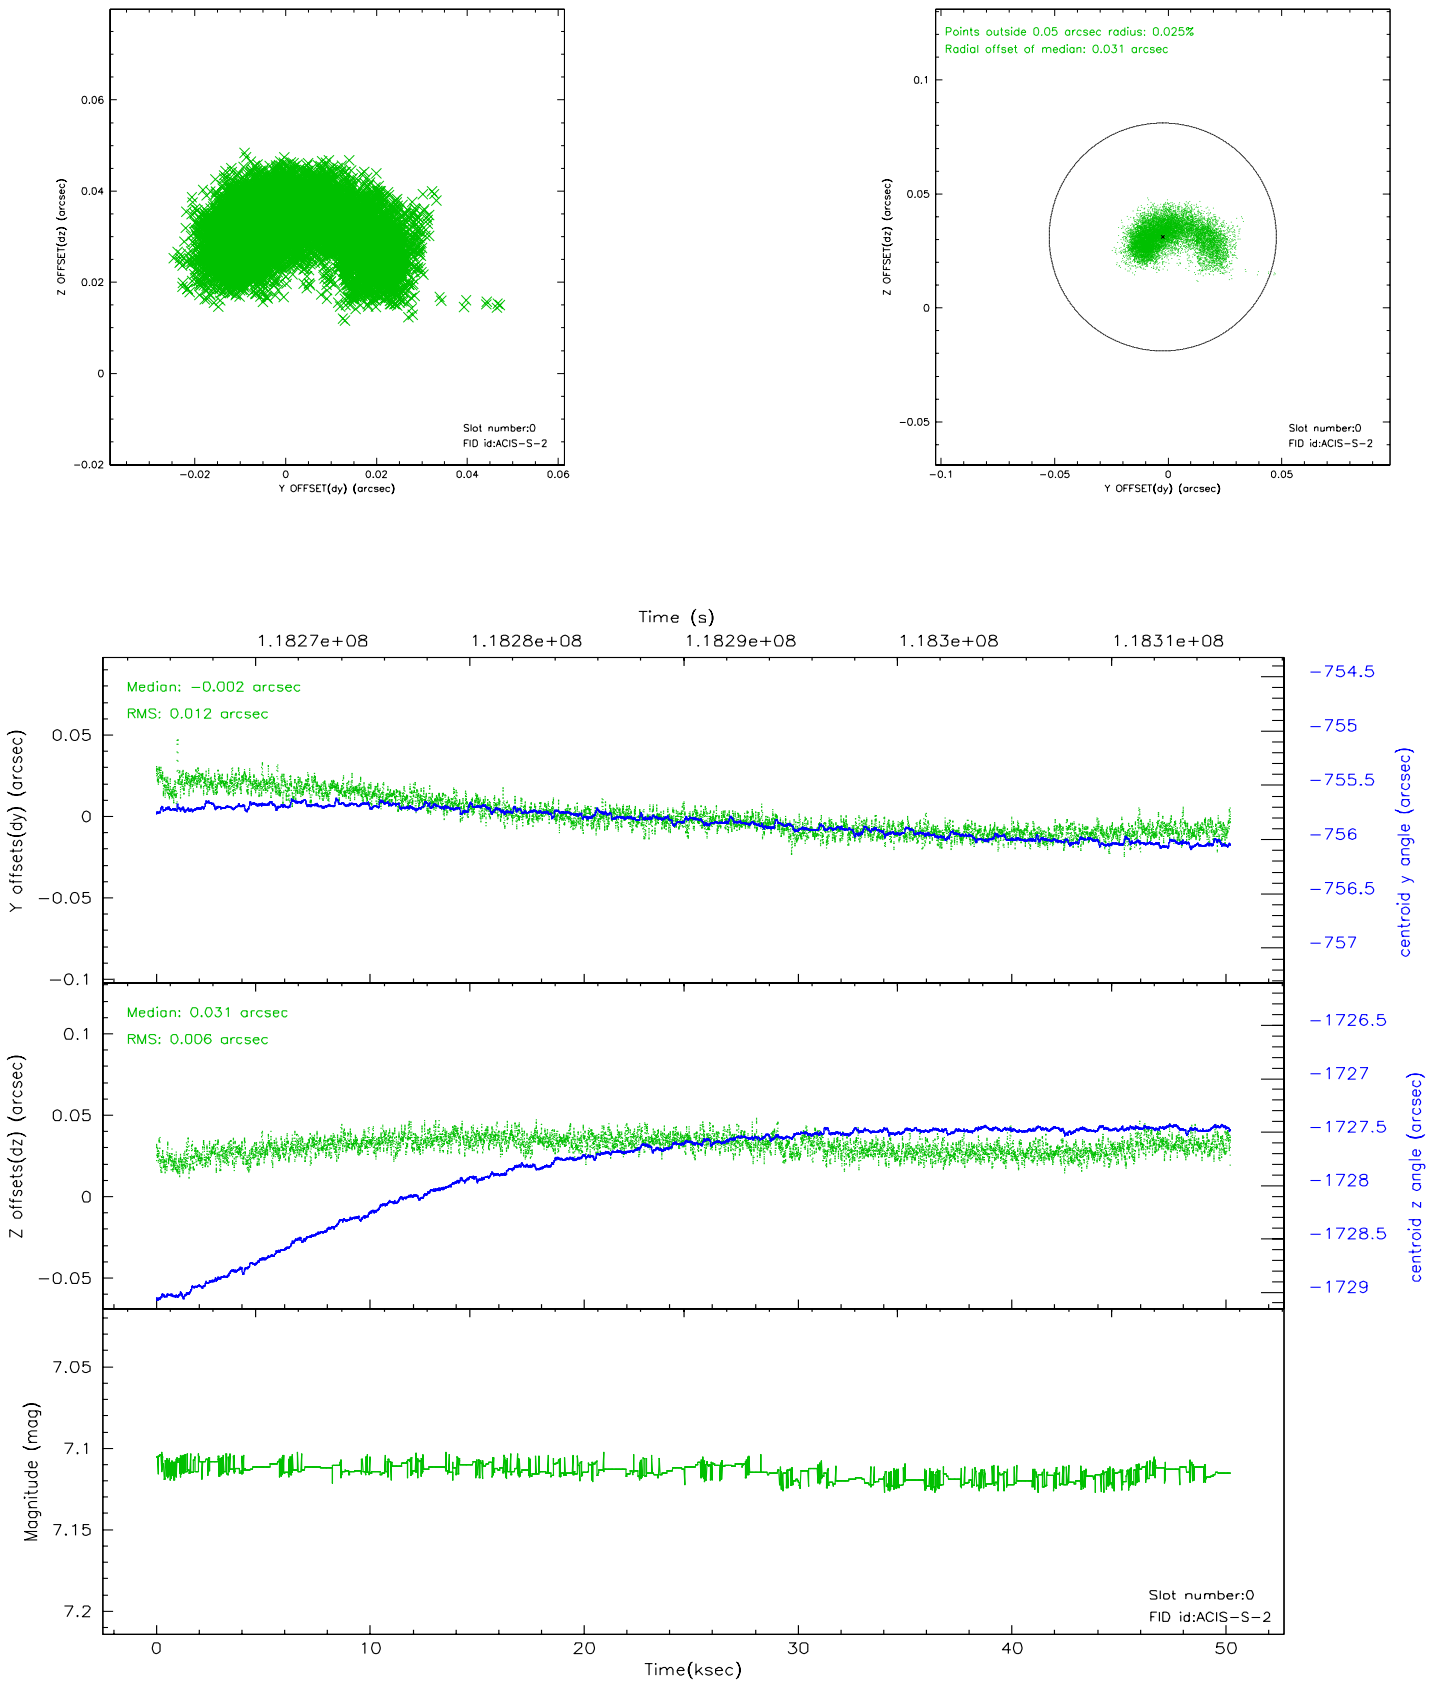 0.06
0.04
0.02
0
−0.02
Z OFFSET(dz) (arcsec)
−0.02 0 0.02 0.04 0.06
Y OFFSET(dy) (arcsec)
Slot number:0
FID id:ACIS−S−2
Points outside 0.05 arcsec radius: 0.025%
Radial offset of median: 0.031 arcsec
0.1
0.05
0
−0.05
Z OFFSET(dz) (arcsec)
−0.1 −0.05 0 0.05
Y OFFSET(dy) (arcsec)
Slot number:0
FID id:ACIS−S−2
Time (s)
1.1827e+08 1.1828e+08 1.1829e+08 1.183e+08 1.1831e+08
Median: −0.002 arcsec
RMS: 0.012 arcsec
0.05
0
−0.05
−0.1
Y offsets(dy) (arcsec)
−754.5
−755
−755.5
−756
−756.5
−757
centroid y angle (arcsec)
Median: 0.031 arcsec
RMS: 0.006 arcsec
0.1
0.05
0
−0.05
Z offsets(dz) (arcsec)
−1726.5
−1727
−1727.5
−1728
−1728.5
−1729
centroid z angle (arcsec)
7.05
7.1
7.15
7.2
Magnitude (mag)
Slot number:0
FID id:ACIS−S−2
0 10 20 30 40 50
Time(ksec)